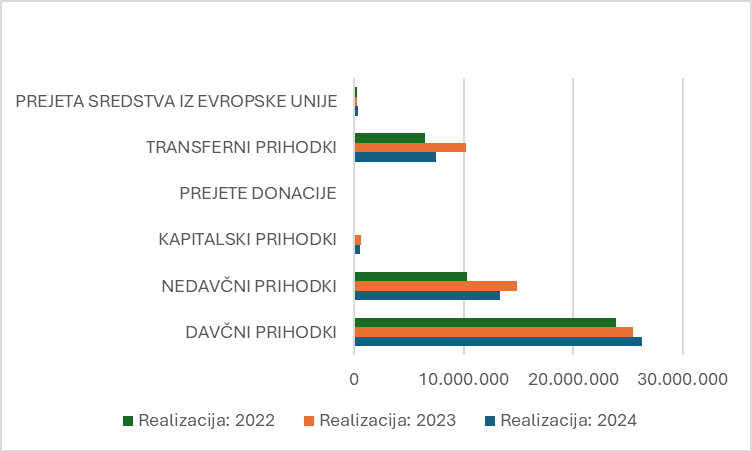 PREJETA SREDSTVA IZ EVROPSKE UNIJE
TRANSFERNI PRIHODKI
PREJETE DONACIJE
KAPITALSKI PRIHODKI
NEDAVČNI PRIHODKI
DAVČNI PRIHODKI
0 10.000.000 20.000.000 30.000.000
Realizacija: 2022 Realizacija: 2023 Realizacija: 2024